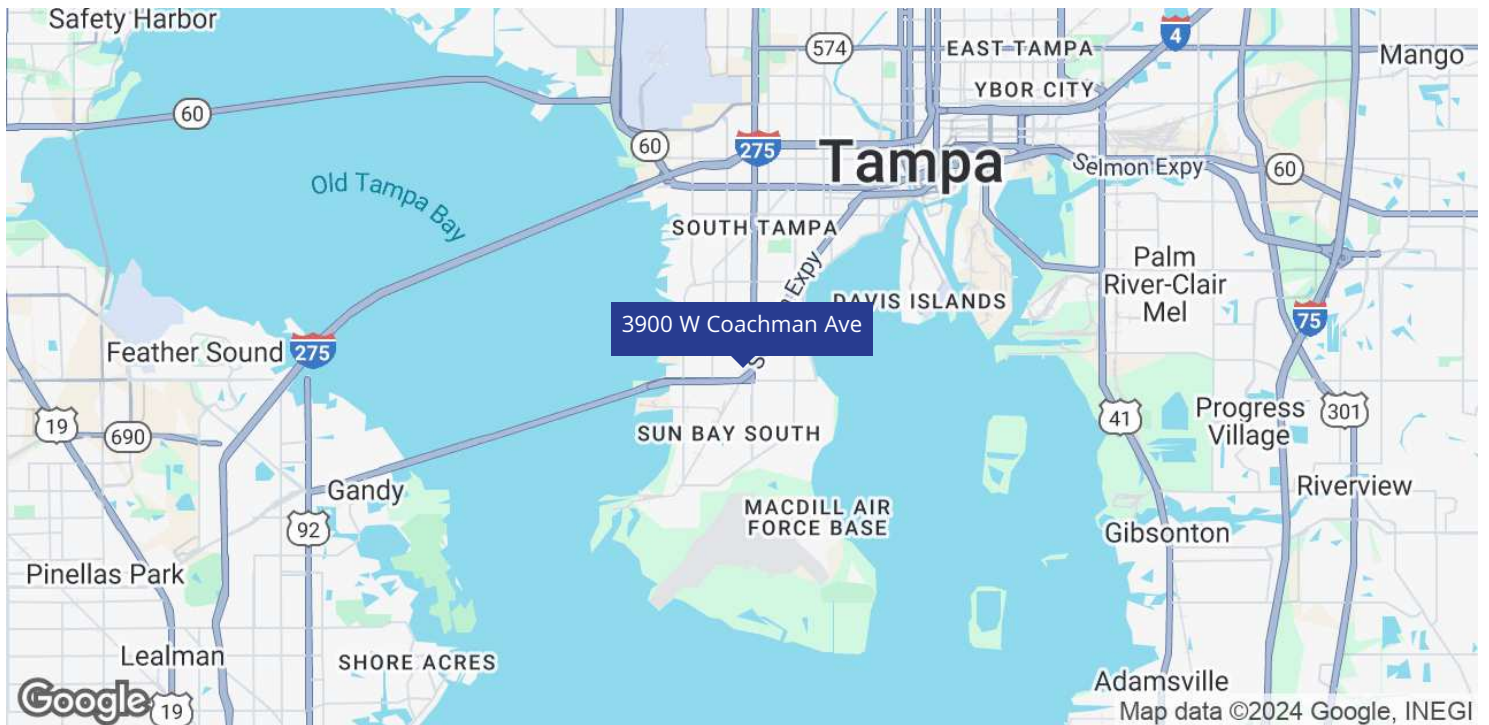 Safety Harbor
574
EAST TAMPA
4
Mango
60
YBOR CITY
60
275
Tampa
Selmon Expy
60
Old Tampa Bay
SOUTH TAMPA
Expy
Palm
River-Clair
Mel
DAVIS ISLANDS
3900 W Coachman Ave
75
Feather Sound
275
19
690
SUN BAY SOUTH
41
Progress
Village
301
Gandy
92
MACDILL AIR
FORCE BASE
Riverview
Gibsonton
Pinellas Park
Lealman
SHORE ACRES
Adamsville
Google
19
Map data ©2024 Google, INEGI